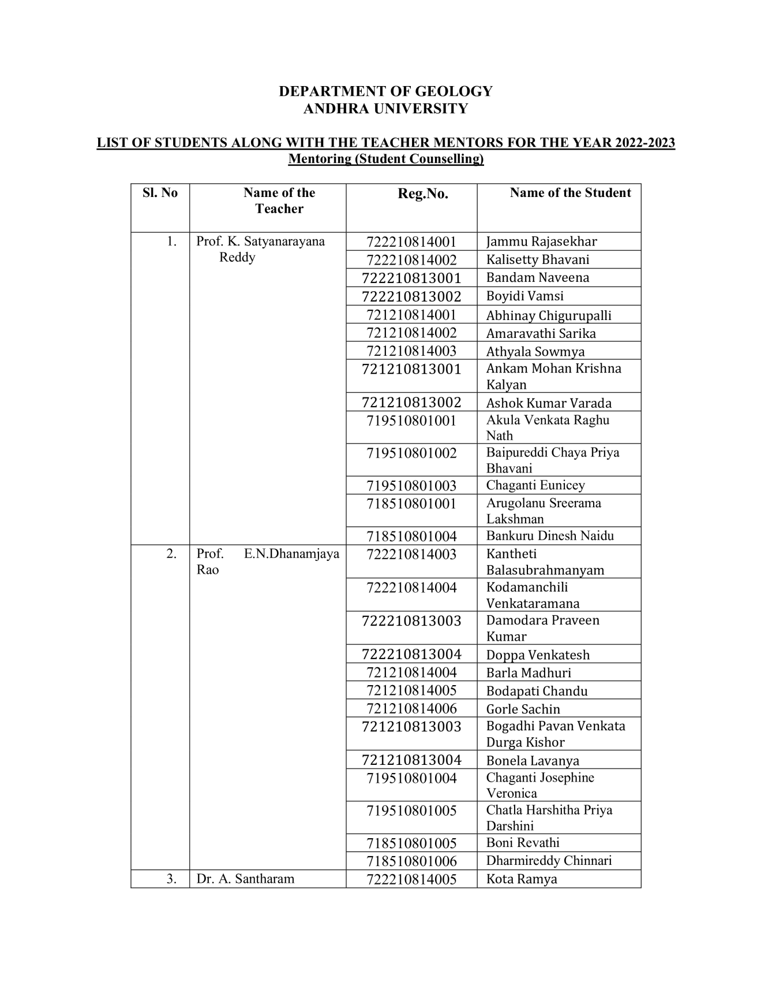 DEPARTMENT OF GEOLOGY
ANDHRA UNIVERSITY
LIST OF STUDENTS ALONG WITH THE TEACHER MENTORS FOR THE YEAR 2022-2023
Mentoring (Student Counselling)
Sl. No Name of the Teacher Reg.No. Name of the Student
1. Prof. K. Satyanarayana Reddy 722210814001 Jammu Rajasekhar
722210814002 Kalisetty Bhavani
722210813001 Bandam Naveena
722210813002 Boyidi Vamsi
721210814001 Abhinay Chigurupalli
721210814002 Amaravathi Sarika
721210814003 Athyala Sowmya
721210813001 Ankam Mohan Krishna
Kalyan
721210813002 Ashok Kumar Varada
719510801001 Akula Venkata Raghu
Nath
719510801002 Baipureddi Chaya Priya
Bhavani
719510801003 Chaganti Eunicey
718510801001 Arugolanu Sreerama
Lakshman
718510801004 Bankuru Dinesh Naidu
2. Prof. E.N.Dhanamjaya Rao 722210814003 Kantheti
Balasubrahmanyam
722210814004 Kodamanchili
Venkataramana
722210813003 Damodara Praveen
Kumar
722210813004 Doppa Venkatesh
721210814004 Barla Madhuri
721210814005 Bodapati Chandu
721210814006 Gorle Sachin
721210813003 Bogadhi Pavan Venkata
Durga Kishor
721210813004 Bonela Lavanya
719510801004 Chaganti Josephine
Veronica
719510801005 Chatla Harshitha Priya
Darshini
718510801005 Boni Revathi
718510801006 Dharmireddy Chinnari
3. Dr. A. Santharam 722210814005 Kota Ramya